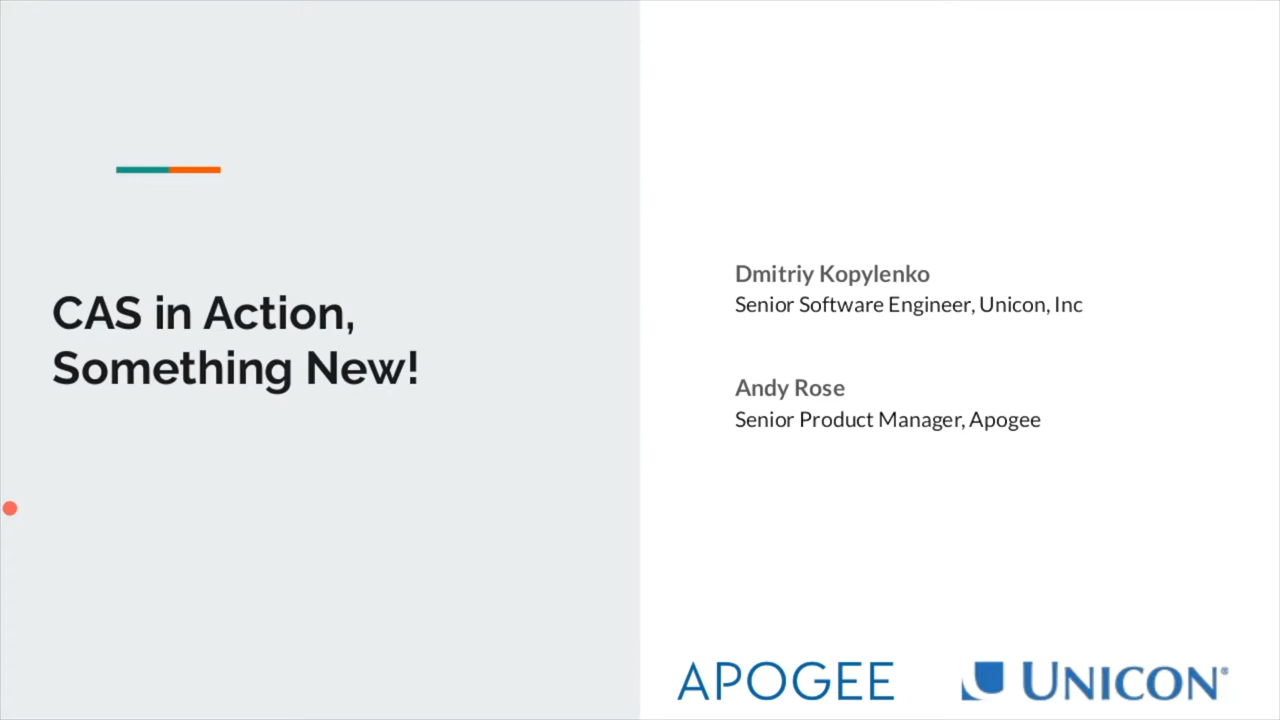 CAS in Action,
Something New!
Dmitriy Kopylenko
Senior Software Engineer, Unicon, Inc
Andy Rose
Senior Product Manager, Apogee
APOGEE
UNICON®